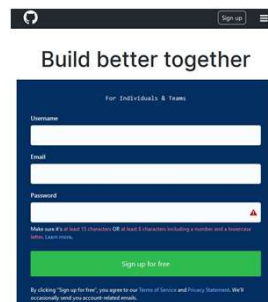 Sign up
Build better together
For Individuals & Teams
Username
Email
Password
Make sure it's at least 15 characters OR at least 8 characters including a number and a lowercase
letter. Learn more.
Sign up for free
By clicking "Sign up for free", you agree to our Terms of Service and Privacy Statement. We'll
occasionally send you account-related emails.